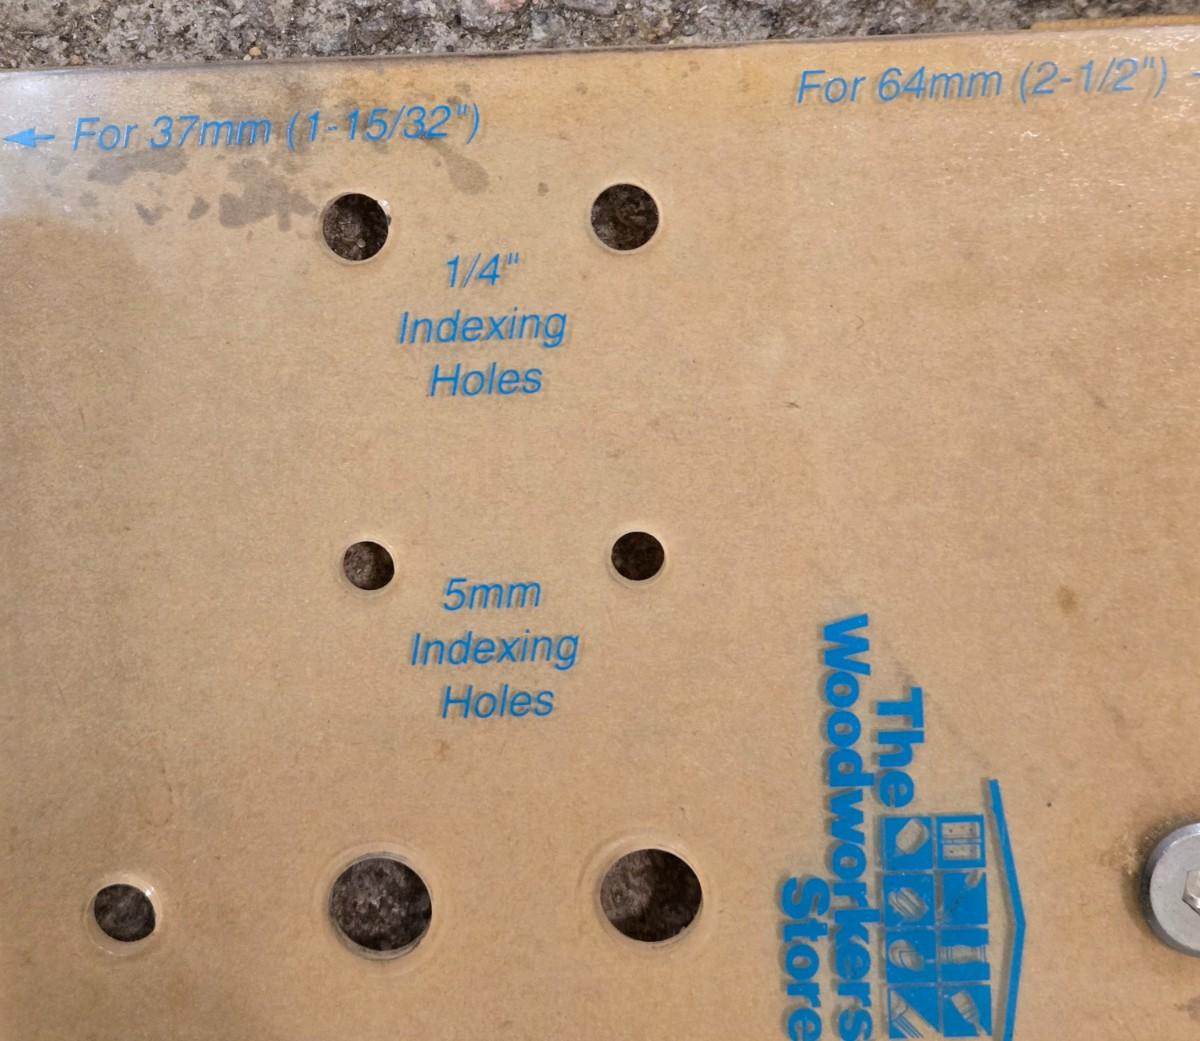 For 64mm (2-1/2")
For 37mm (1-15/32")
1/4"
Indexing
Holes
5mm
Indexing
Holes
The
Woodworkers
Store